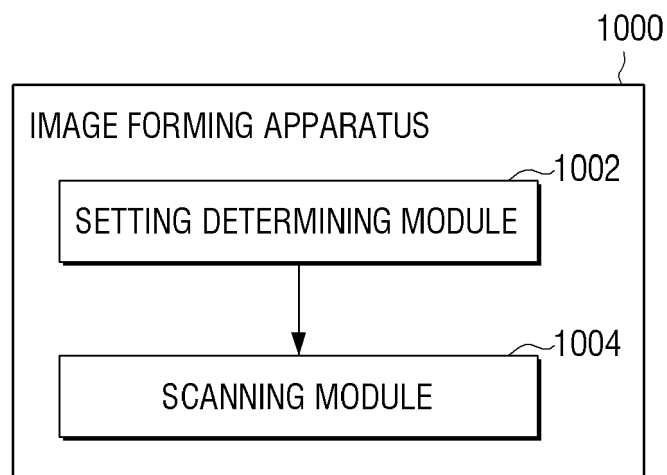 1000
IMAGE FORMING APPARATUS
1002
SETTING DETERMINING MODULE
1004
SCANNING MODULE